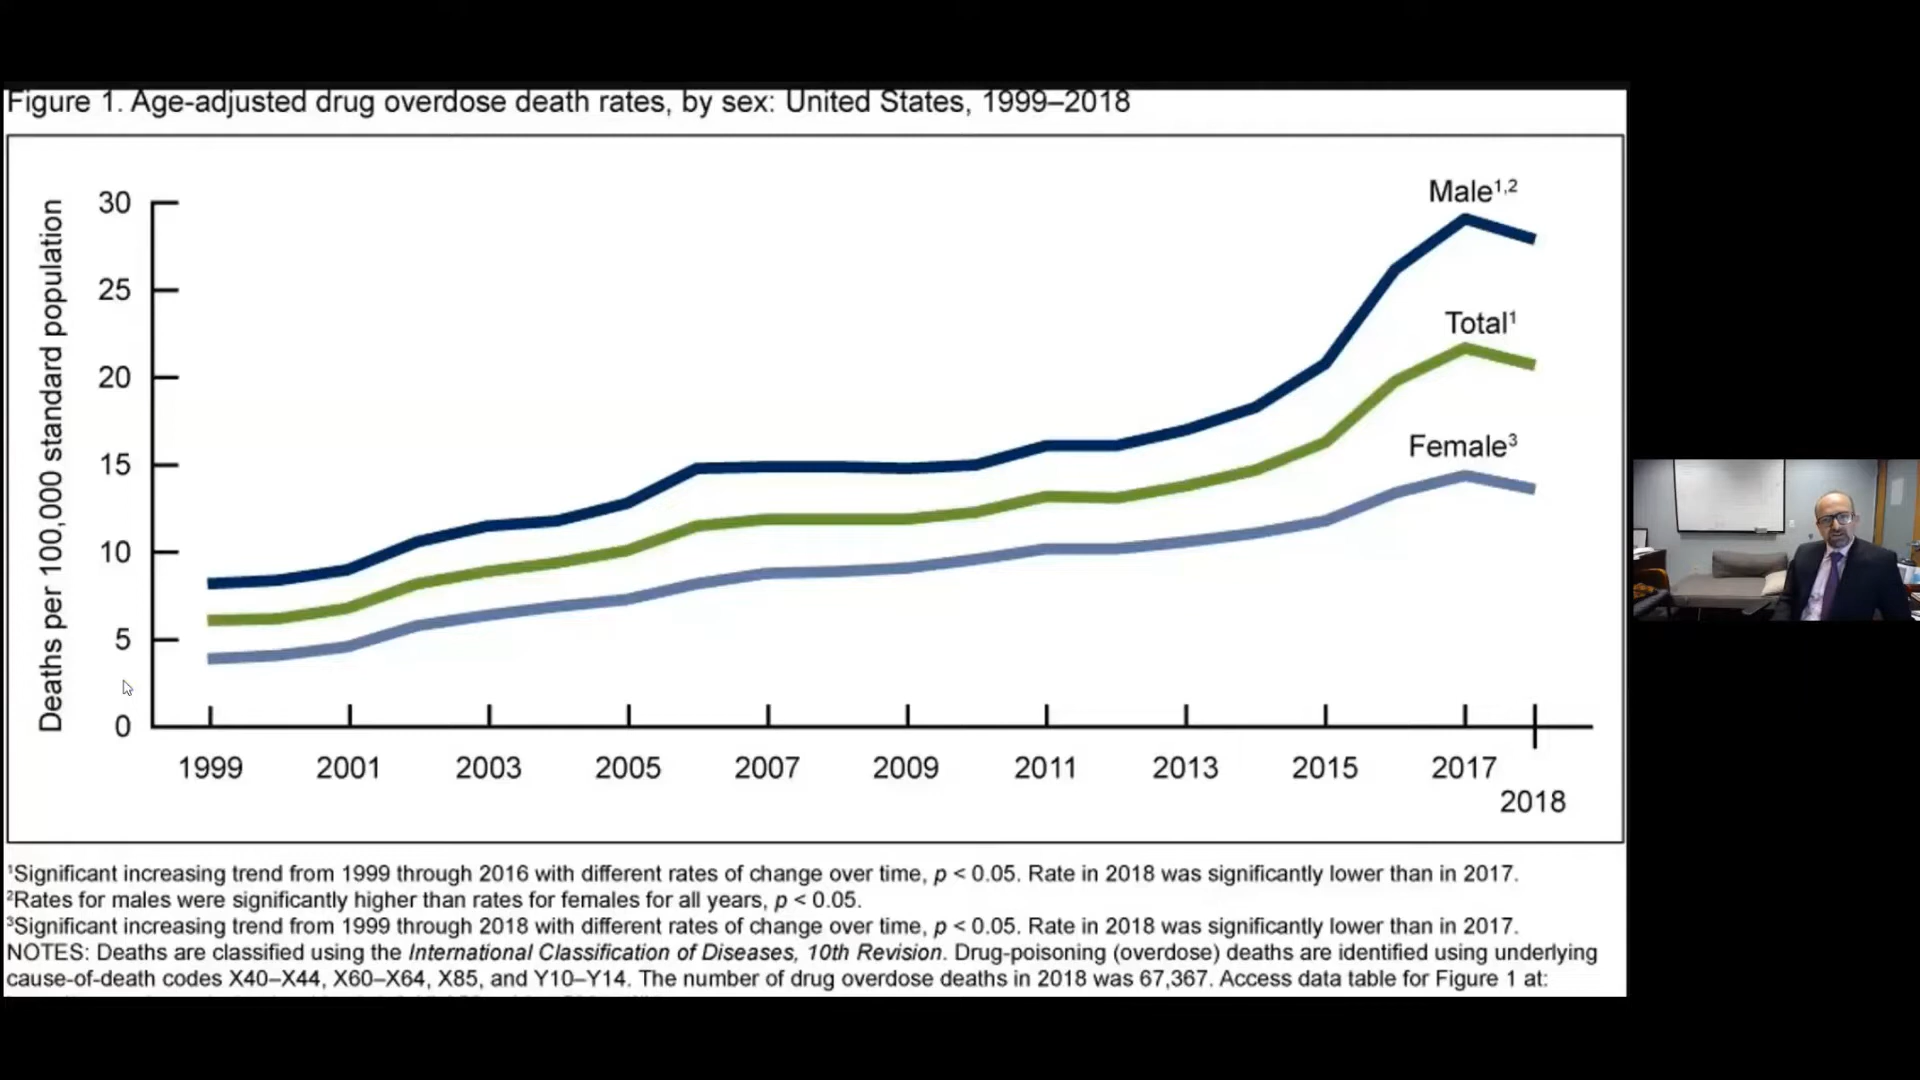 Figure 1. Age-adjusted drug overdose death rates, by sex: United States, 1999–2018
Deaths per 100,000 standard population
30
25
20
15
10
5
0
Male1,2
Total1
Female3
1999 2001 2003 2005 2007 2009 2011 2013 2015 2017
2018
1Significant increasing trend from 1999 through 2016 with different rates of change over time, p < 0.05. Rate in 2018 was significantly lower than in 2017.
2Rates for males were significantly higher than rates for females for all years, p < 0.05.
3Significant increasing trend from 1999 through 2018 with different rates of change over time, p < 0.05. Rate in 2018 was significantly lower than in 2017.
NOTES: Deaths are classified using the International Classification of Diseases, 10th Revision. Drug-poisoning (overdose) deaths are identified using underlying
cause-of-death codes X40–X44, X60–X64, X85, and Y10–Y14. The number of drug overdose deaths in 2018 was 67,367. Access data table for Figure 1 at: